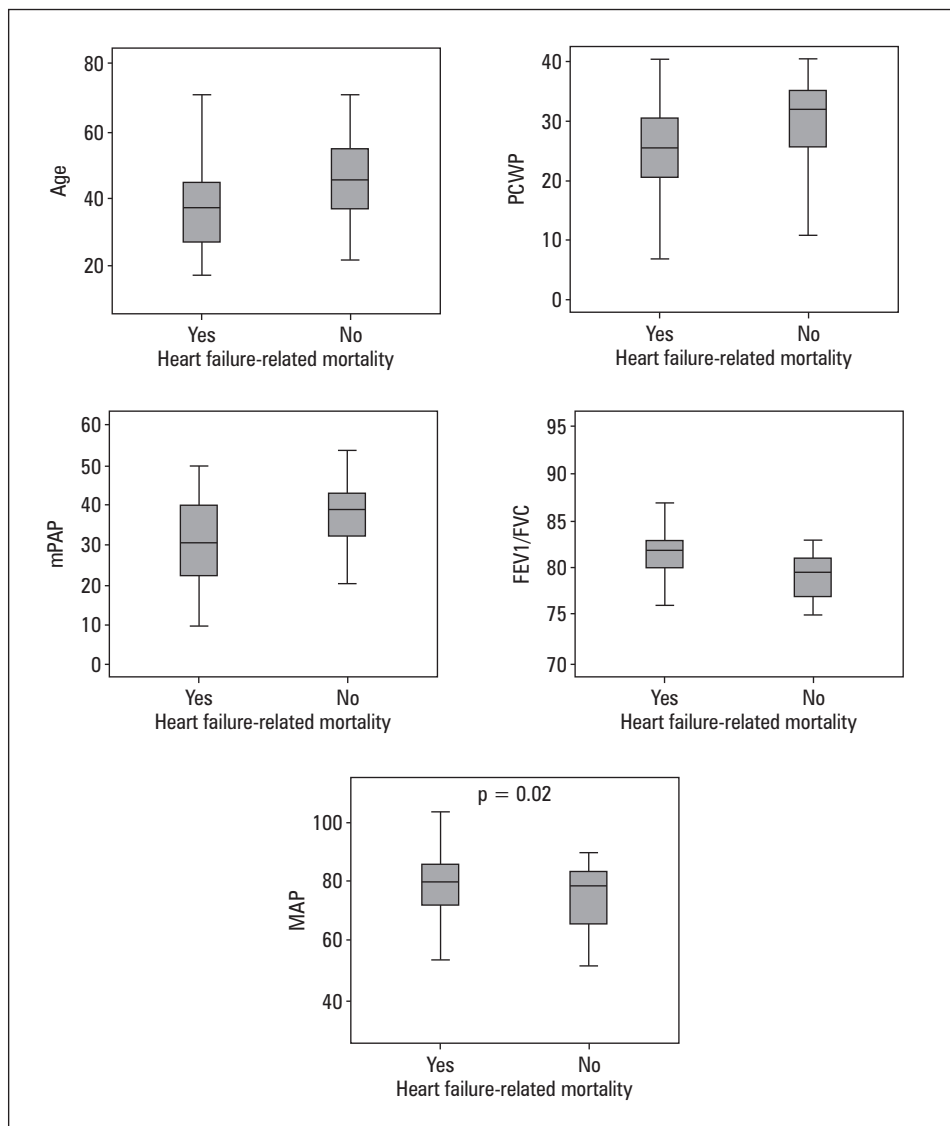 80
60
40
20
Age
Yes No
Heart failure-related mortality
40
30
20
10
0
PCWP
Yes No
Heart failure-related mortality
60
50
40
30
20
10
0
mPAP
Yes No
Heart failure-related mortality
95
90
85
80
75
70
FEV1/FVC
Yes No
Heart failure-related mortality
p = 0.02
100
80
60
40
MAP
Yes No
Heart failure-related mortality